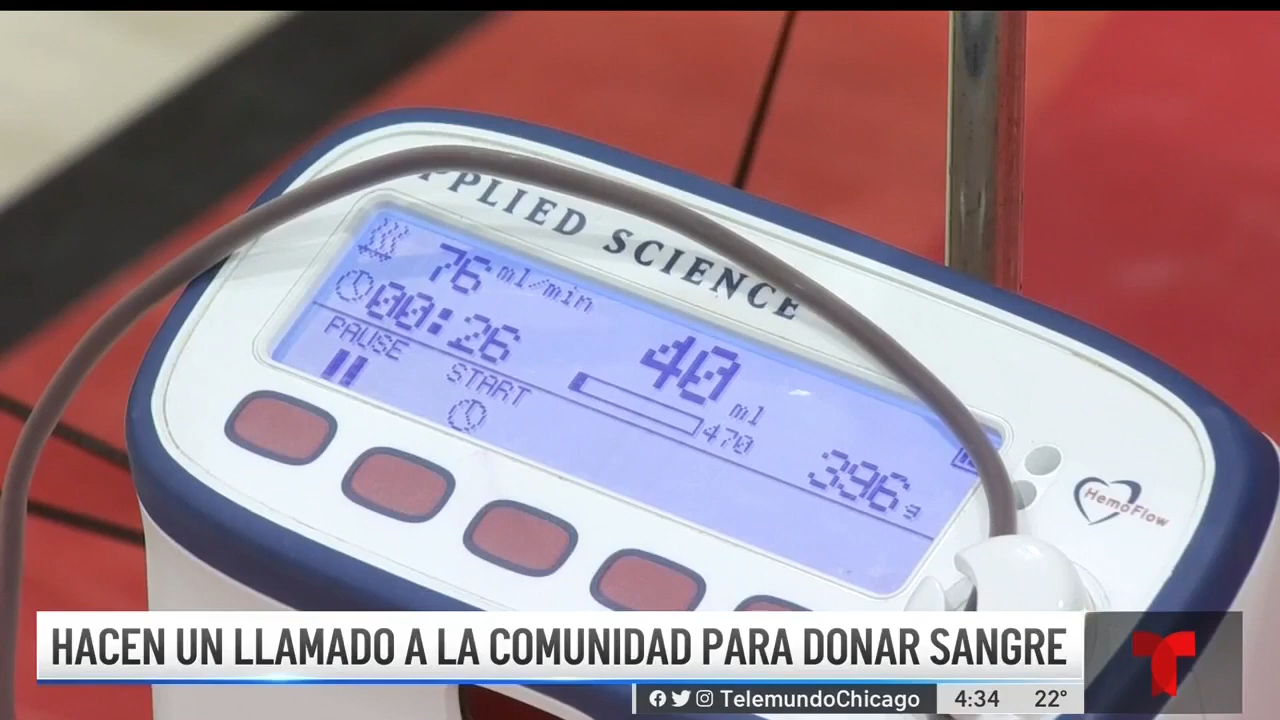 APPLIED SCIENCE
76 ml/min
00:26
PAUSE
START
40 ml
470
396 g
HemoFlow
HACEN UN LLAMADO A LA COMUNIDAD PARA DONAR SANGRE
TelemundoChicago 4:34 22°